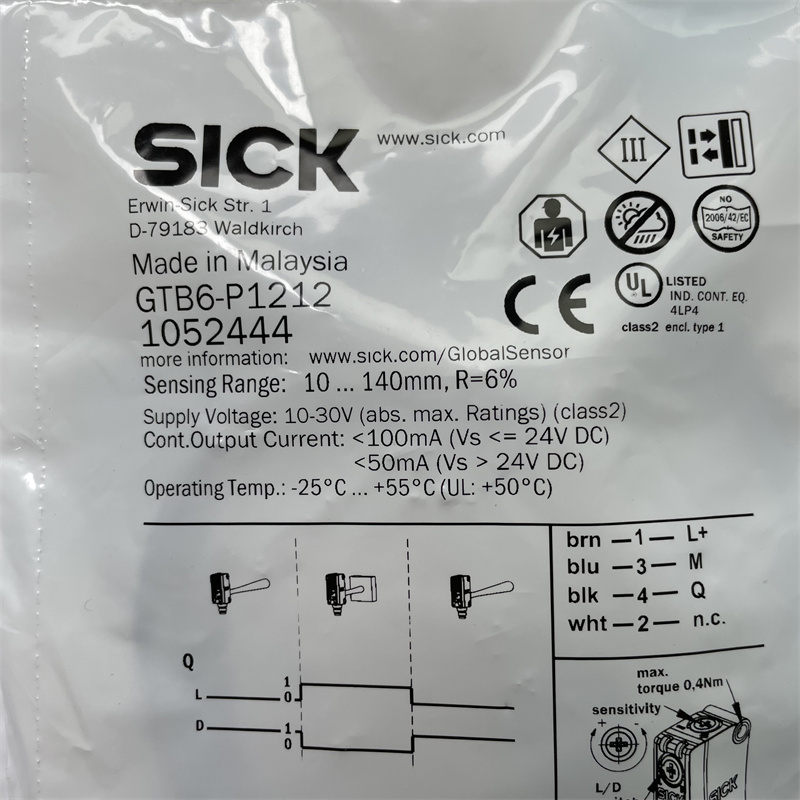 SICK www.sick.com
Erwin-Sick Str. 1
D-79183 Waldkirch
Made in Malaysia
GTB6-P1212
1052444
III
NO
2006/42/EC
SAFETY
CE
UL LISTED
IND. CONT. EQ.
4LP4
class2 encl. type 1
more information: www.sick.com/GlobalSensor
Sensing Range: 10 ... 140mm, R=6%
Supply Voltage: 10-30V (abs. max. Ratings) (class2)
Cont.Output Current: <100mA (Vs <= 24V DC)
<50mA (Vs > 24V DC)
Operating Temp.: -25°C ... +55°C (UL: +50°C)
brn —1— L+
blu —3— M
blk —4— Q
wht —2— n.c.
Q
L 1
0
D 1
0
max.
torque 0,4Nm
sensitivity
+ -
L/D
SICK
SICK